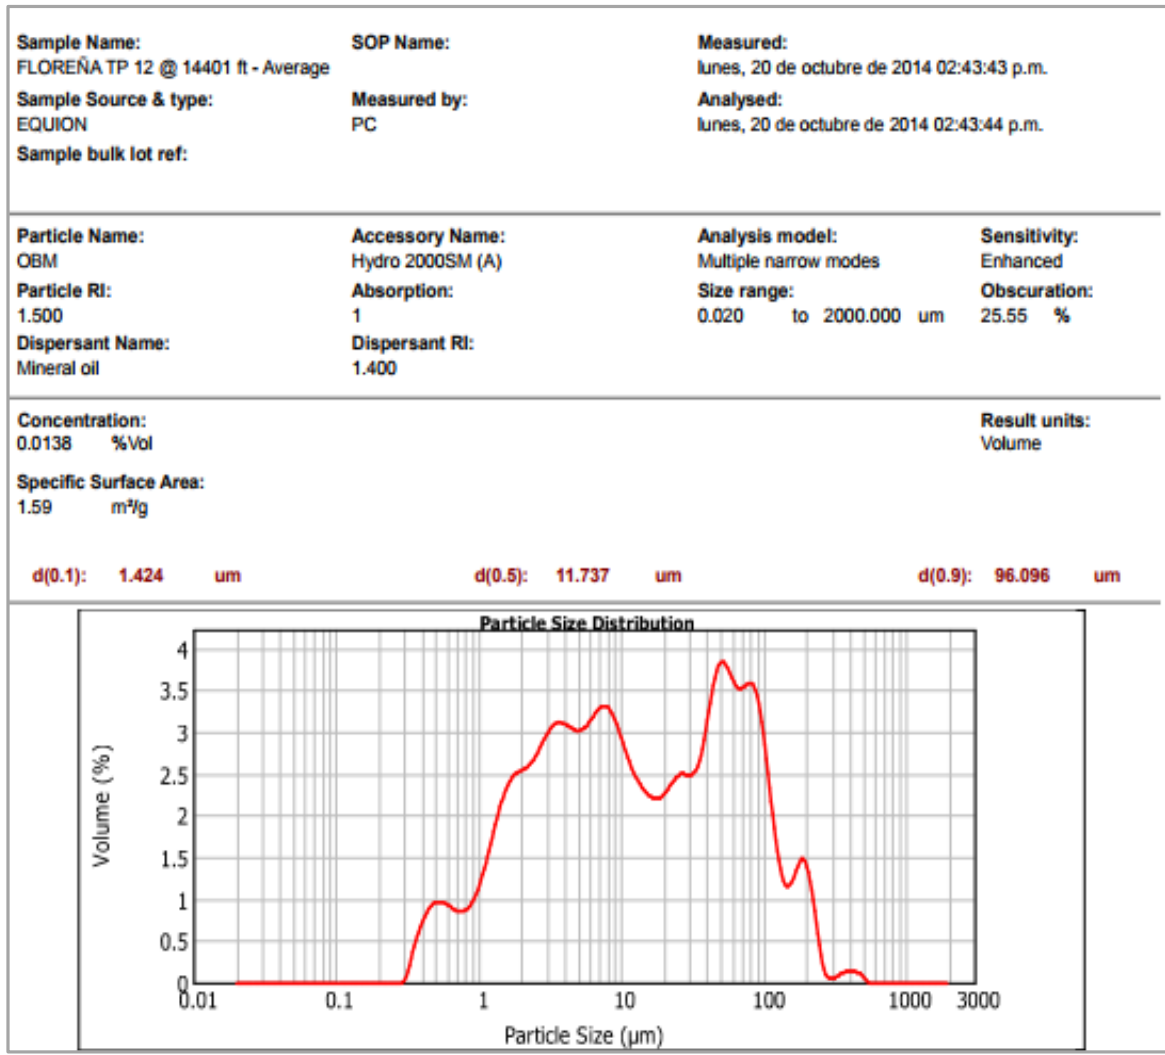 Sample Name: SOP Name: Measured:
FLOREÑA TP 12 @ 14401 ft - Average lunes, 20 de octubre de 2014 02:43:43 p.m.
Sample Source & type: Measured by: Analysed:
EQUION PC lunes, 20 de octubre de 2014 02:43:44 p.m.
Sample bulk lot ref:
Particle Name: Accessory Name: Analysis model: Sensitivity:
OBM Hydro 2000SM (A) Multiple narrow modes Enhanced
Particle RI: Absorption: Size range: Obscuration:
1.500 1 0.020 to 2000.000 um 25.55 %
Dispersant Name: Dispersant RI:
Mineral oil 1.400
Concentration: Result units:
0.0138 %Vol Volume
Specific Surface Area:
1.59 m²/g
d(0.1): 1.424 um d(0.5): 11.737 um d(0.9): 96.096 um
Particle Size Distribution
4
3.5
3
2.5
2
1.5
1
0.5
0
Volume (%)
0.01 0.1 1 10 100 1000 3000
Particle Size (µm)